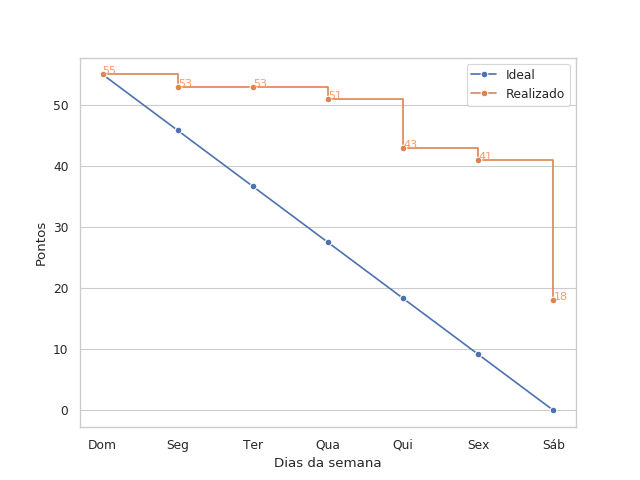 55
53
53
51
43
41
18
Ideal
Realizado
50
40
30
20
10
0
Pontos
Dom Seg Ter Qua Qui Sex Sáb
Dias da semana